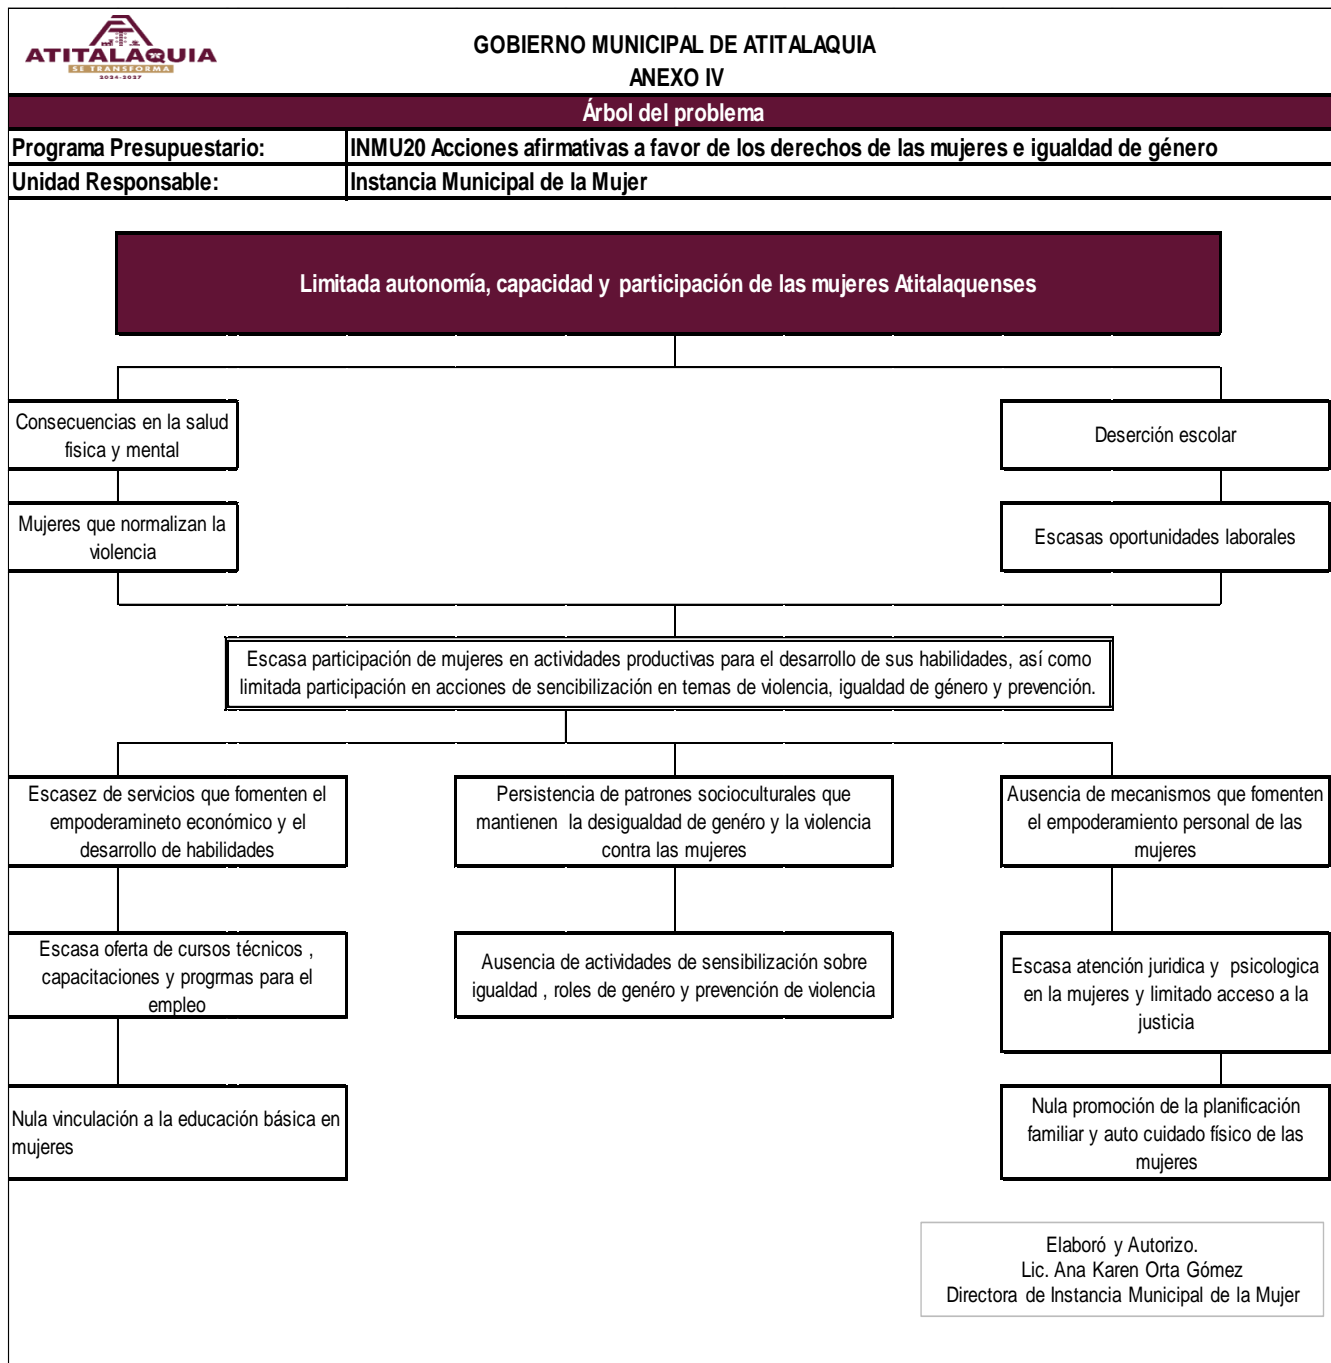 ATITALAQUIA
SE TRANSFORMA
2024-2027
GOBIERNO MUNICIPAL DE ATITALAQUIA
ANEXO IV
Árbol del problema
Programa Presupuestario:
INMU20 Acciones afirmativas a favor de los derechos de las mujeres e igualdad de género
Unidad Responsable:
Instancia Municipal de la Mujer
Limitada autonomía, capacidad y participación de las mujeres Atitalaquenses
Consecuencias en la salud
fisica y mental
Deserción escolar
Mujeres que normalizan la
violencia
Escasas oportunidades laborales
Escasa participación de mujeres en actividades productivas para el desarrollo de sus habilidades, así como
limitada participación en acciones de sencibilización en temas de violencia, igualdad de género y prevención.
Escasez de servicios que fomenten el
empoderamineto económico y el
desarrollo de habilidades
Persistencia de patrones socioculturales que
mantienen la desigualdad de genéro y la violencia
contra las mujeres
Ausencia de mecanismos que fomenten
el empoderamiento personal de las
mujeres
Escasa oferta de cursos técnicos ,
capacitaciones y progrmas para el
empleo
Ausencia de actividades de sensibilización sobre
igualdad , roles de genéro y prevención de violencia
Escasa atención juridica y psicologica
en la mujeres y limitado acceso a la
justicia
Nula vinculación a la educación básica en
mujeres
Nula promoción de la planificación
familiar y auto cuidado físico de las
mujeres
Elaboró y Autorizo.
Lic. Ana Karen Orta Gómez
Directora de Instancia Municipal de la Mujer